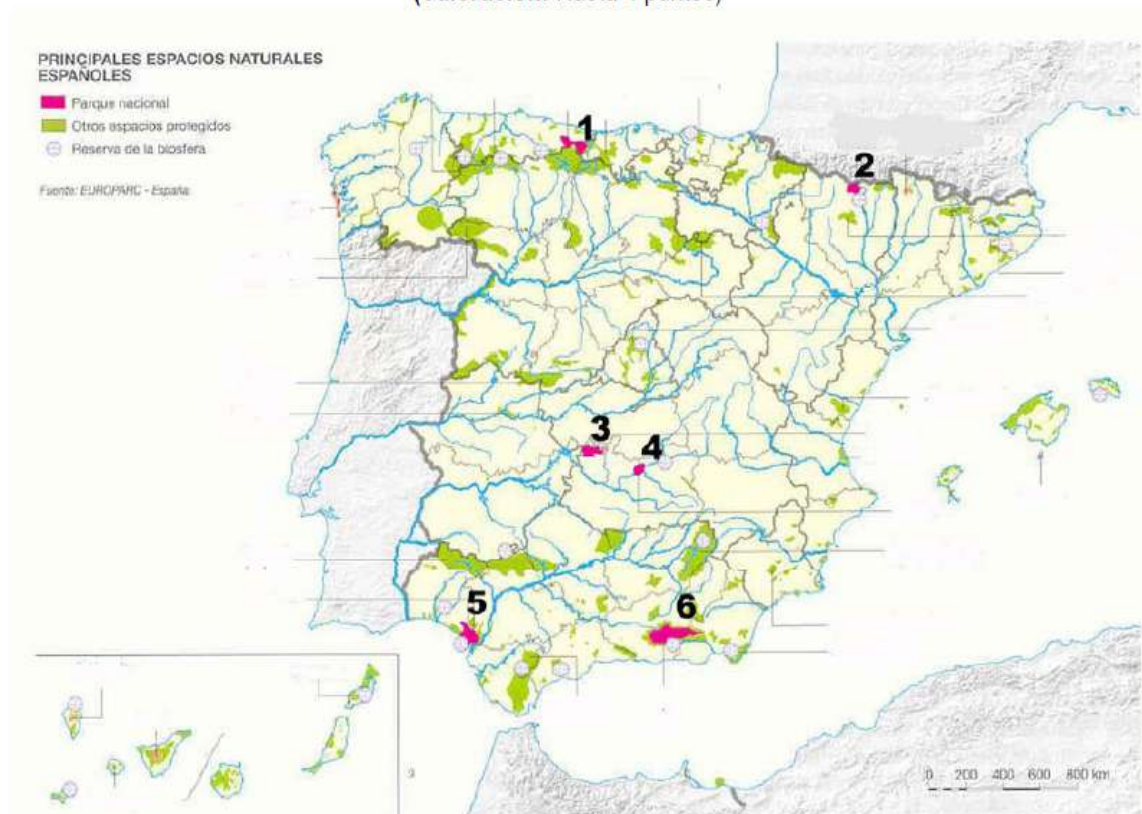 PRINCIPALES ESPACIOS NATURALES
ESPAÑOLES
Parque nacional
Otros espacios protegidos
Reserva de la biosfera
Fuente: EUROPARC - España
1
2
3
4
5
6
0 200 400 600 800 km